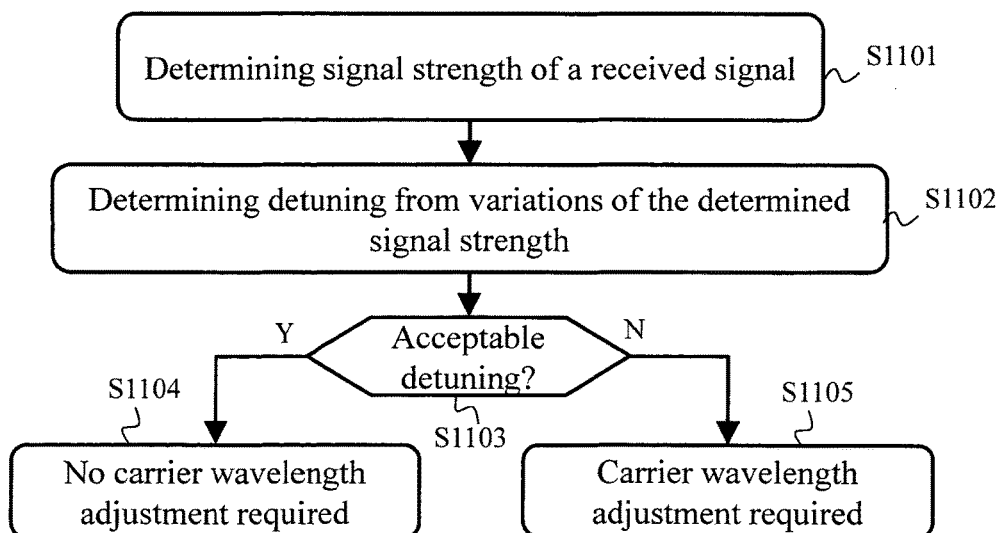 Determining signal strength of a received signal
S1101
Determining detuning from variations of the determined
signal strength
S1102
Y
Acceptable
detuning?
N
S1104
S1103
S1105
No carrier wavelength
adjustment required
Carrier wavelength
adjustment required